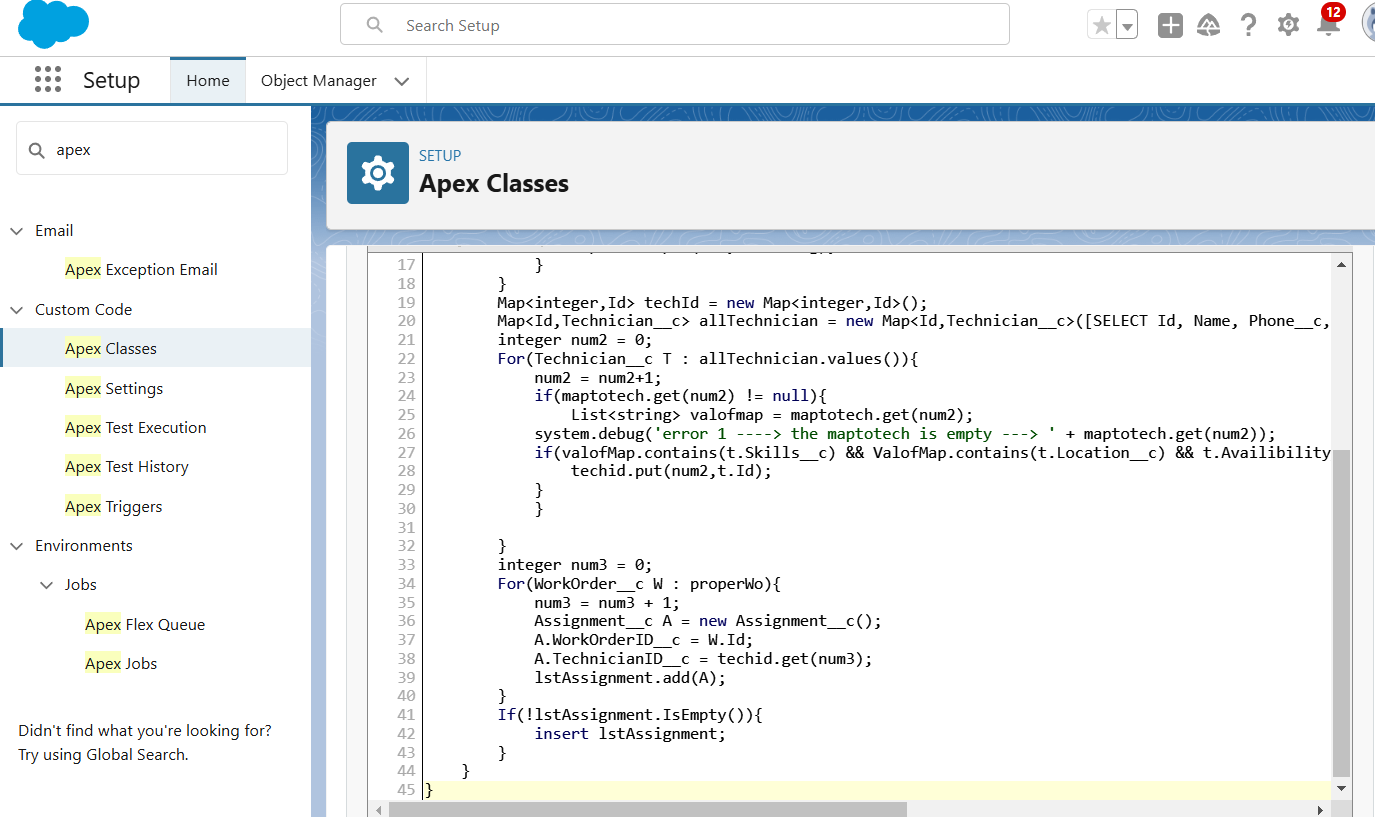 Search Setup
12
Setup
Home
Object Manager
apex
Email
Apex Exception Email
Custom Code
Apex Classes
Apex Settings
Apex Test Execution
Apex Test History
Apex Triggers
Environments
Jobs
Apex Flex Queue
Apex Jobs
Didn't find what you're looking for?
Try using Global Search.
SETUP
Apex Classes
17 }
18 }
19 Map<integer,Id> techId = new Map<integer,Id>();
20 Map<Id,Technician__c> allTechnician = new Map<Id,Technician__c>([SELECT Id, Name, Phone__c,
21 integer num2 = 0;
22 For(Technician__c T : allTechnician.values()){
23 num2 = num2+1;
24 if(maptotech.get(num2) != null){
25 List<string> valofmap = maptotech.get(num2);
26 system.debug('error 1 ----> the maptotech is empty ---> ' + maptotech.get(num2));
27 if(valofMap.contains(t.Skills__c) && ValofMap.contains(t.Location__c) && t.Availibility
28 techid.put(num2,t.Id);
29 }
30 }
31
32 }
33 integer num3 = 0;
34 For(WorkOrder__c W : properWo){
35 num3 = num3 + 1;
36 Assignment__c A = new Assignment__c();
37 A.WorkOrderID__c = W.Id;
38 A.TechnicianID__c = techid.get(num3);
39 lstAssignment.add(A);
40 }
41 If(!lstAssignment.IsEmpty()){
42 insert lstAssignment;
43 }
44 }
45 }